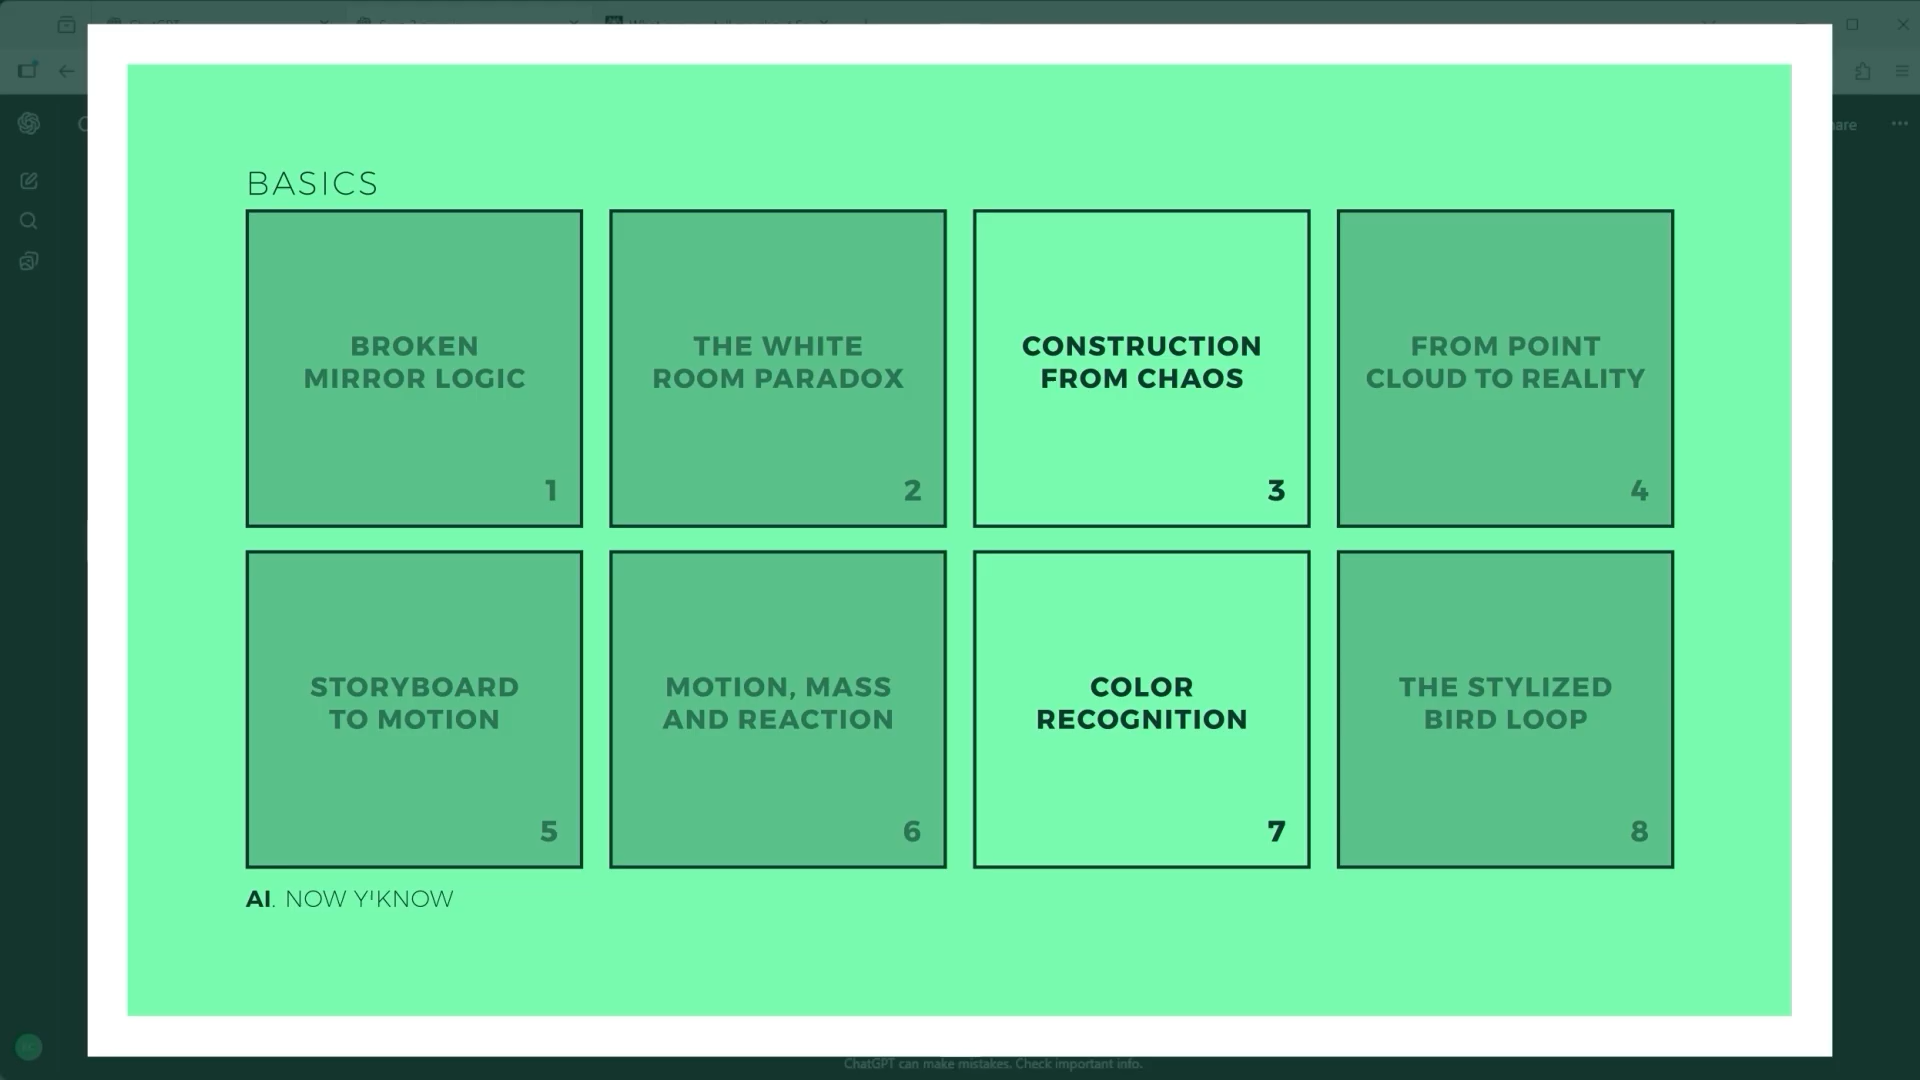 BASICS
BROKEN
MIRROR LOGIC
1
THE WHITE
ROOM PARADOX
2
CONSTRUCTION
FROM CHAOS
3
FROM POINT
CLOUD TO REALITY
4
STORYBOARD
TO MOTION
5
MOTION, MASS
AND REACTION
6
COLOR
RECOGNITION
7
THE STYLIZED
BIRD LOOP
8
AI. NOW Y'KNOW
ChatGPT can make mistakes. Check important info.